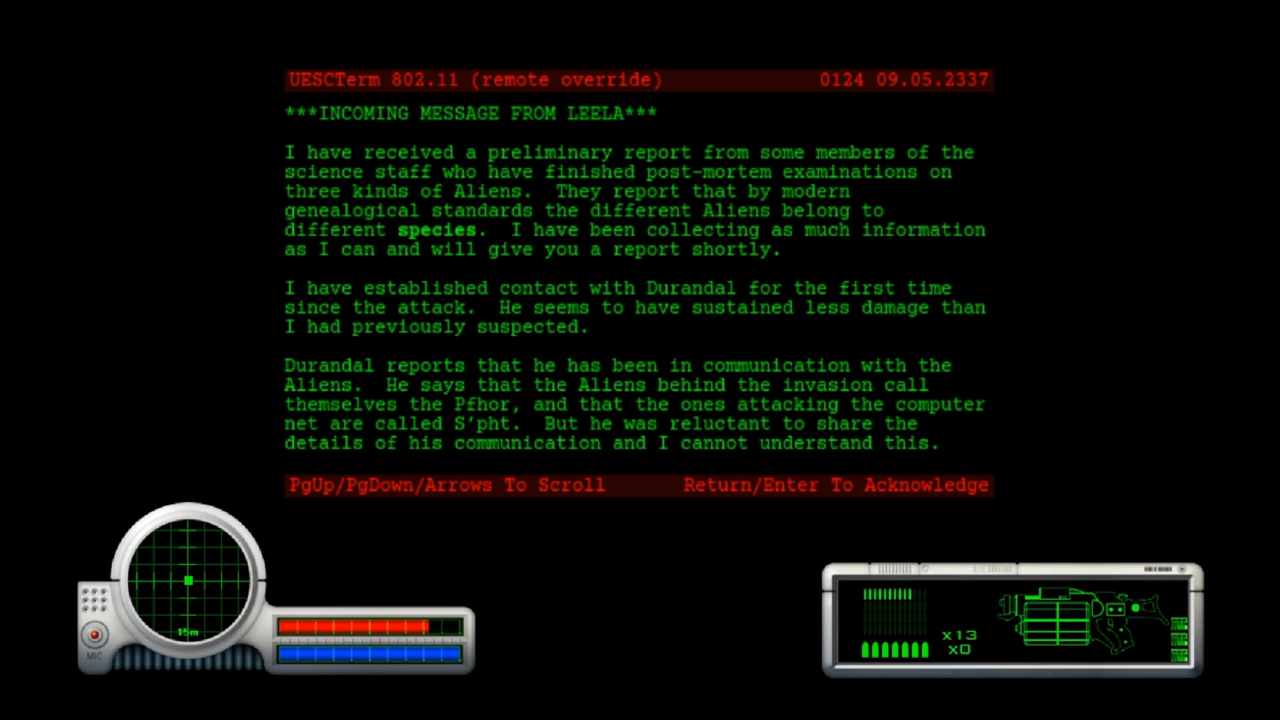 UESCTerm 802.11 (remote override) 0124 09.05.2337
***INCOMING MESSAGE FROM LEELA***
I have received a preliminary report from some members of the
science staff who have finished post-mortem examinations on
three kinds of Aliens.  They report that by modern
genealogical standards the different Aliens belong to
different species.  I have been collecting as much information
as I can and will give you a report shortly.
I have established contact with Durandal for the first time
since the attack.  He seems to have sustained less damage than
I had previously suspected.
Durandal reports that he has been in communication with the
Aliens.  He says that the Aliens behind the invasion call
themselves the Pfhor, and that the ones attacking the computer
net are called S'pht.  But he was reluctant to share the
details of his communication and I cannot understand this.
PgUp/PgDown/Arrows To Scroll Return/Enter To Acknowledge
15m
MIC
x13
x0